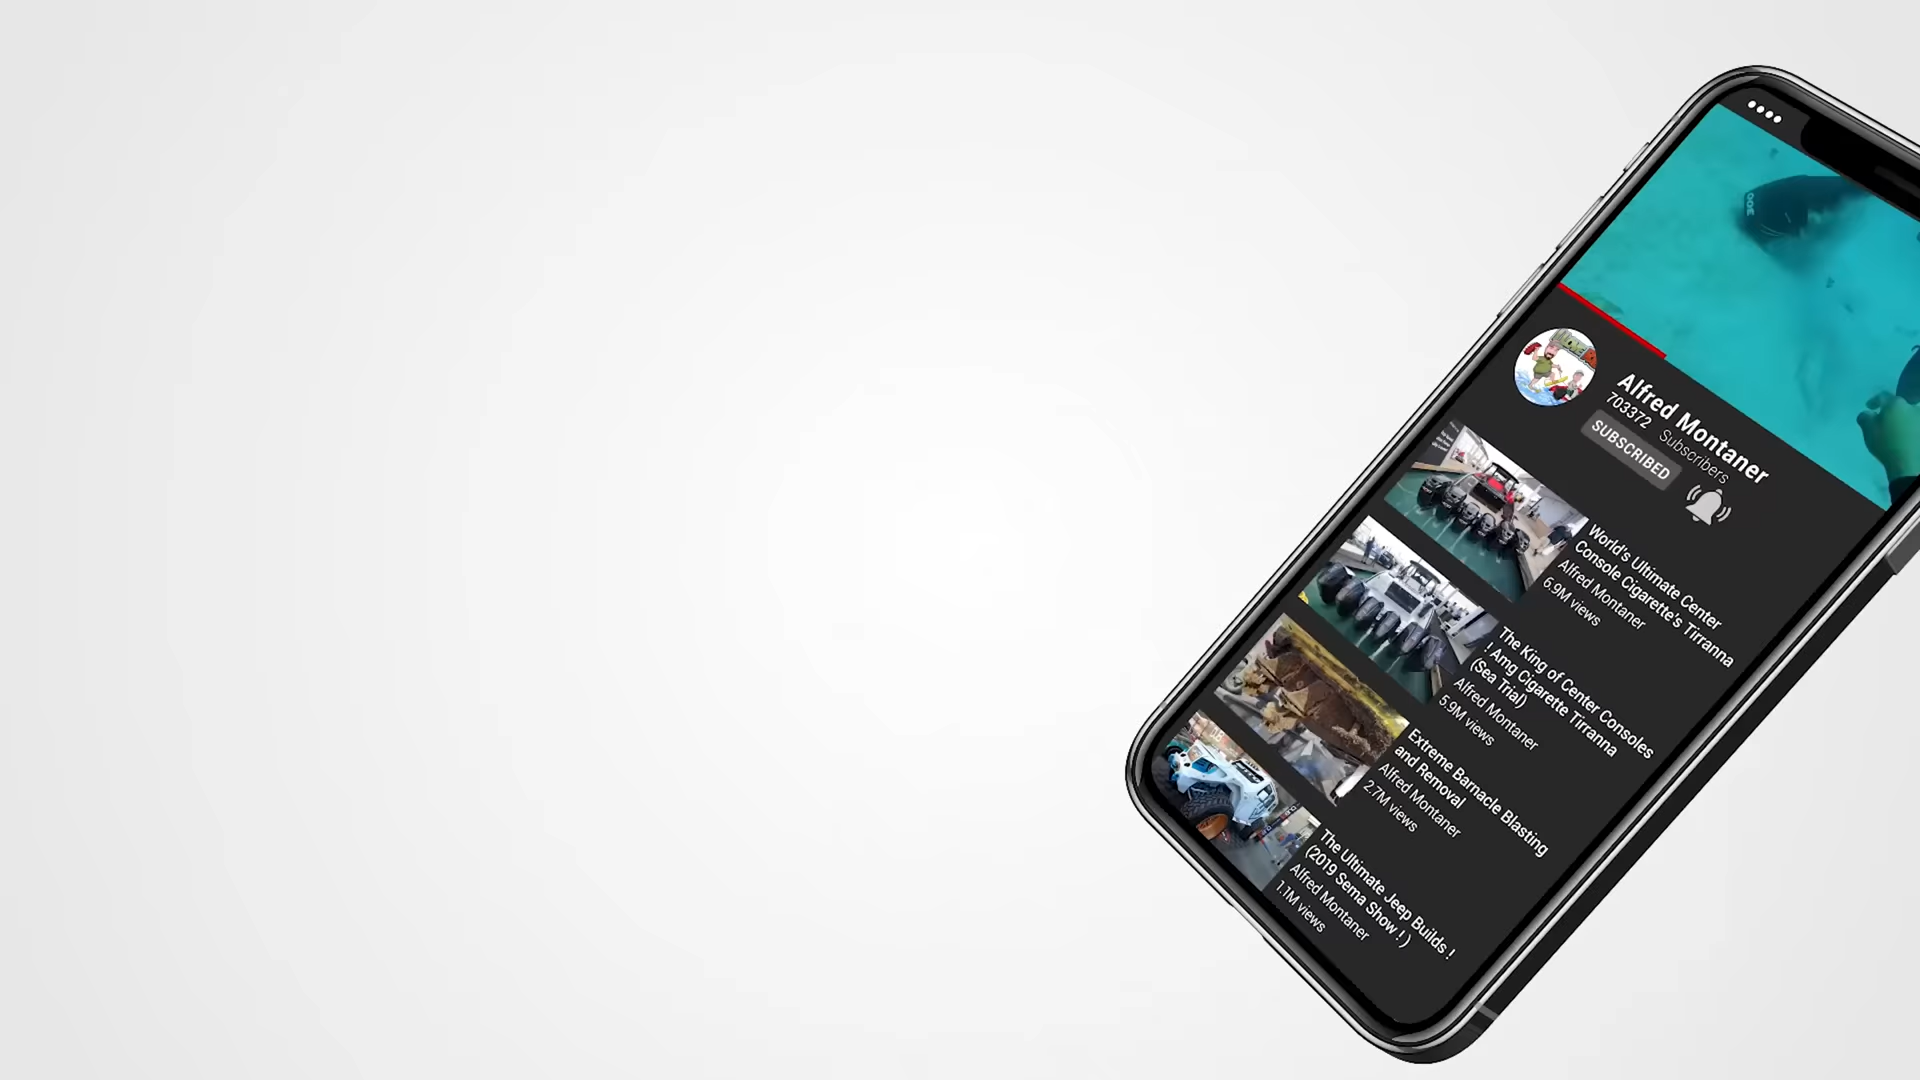 Alfred Montaner
703372 Subscribers
SUBSCRIBED
World's Ultimate Center
Console Cigarette's Tirranna
Alfred Montaner
6.9M views
The King of Center Consoles
! Amg Cigarette Tirranna
(Sea Trial)
Alfred Montaner
5.9M views
Extreme Barnacle Blasting
and Removal
Alfred Montaner
2.7M views
The Ultimate Jeep Builds !
(2019 Sema Show ! )
Alfred Montaner
1.1M views